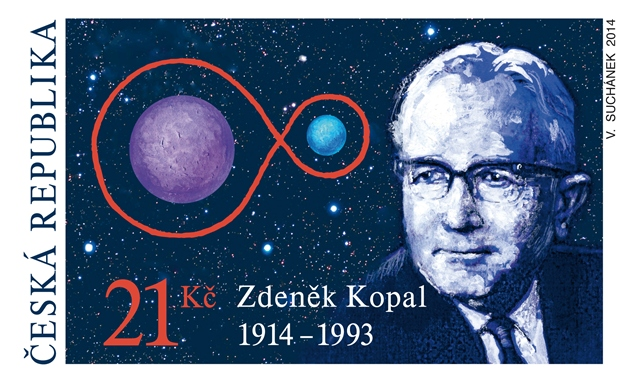 ČESKÁ REPUBLIKA
V. SUCHÁNEK 2014
21 Kč
Zdeněk Kopal
1914 – 1993